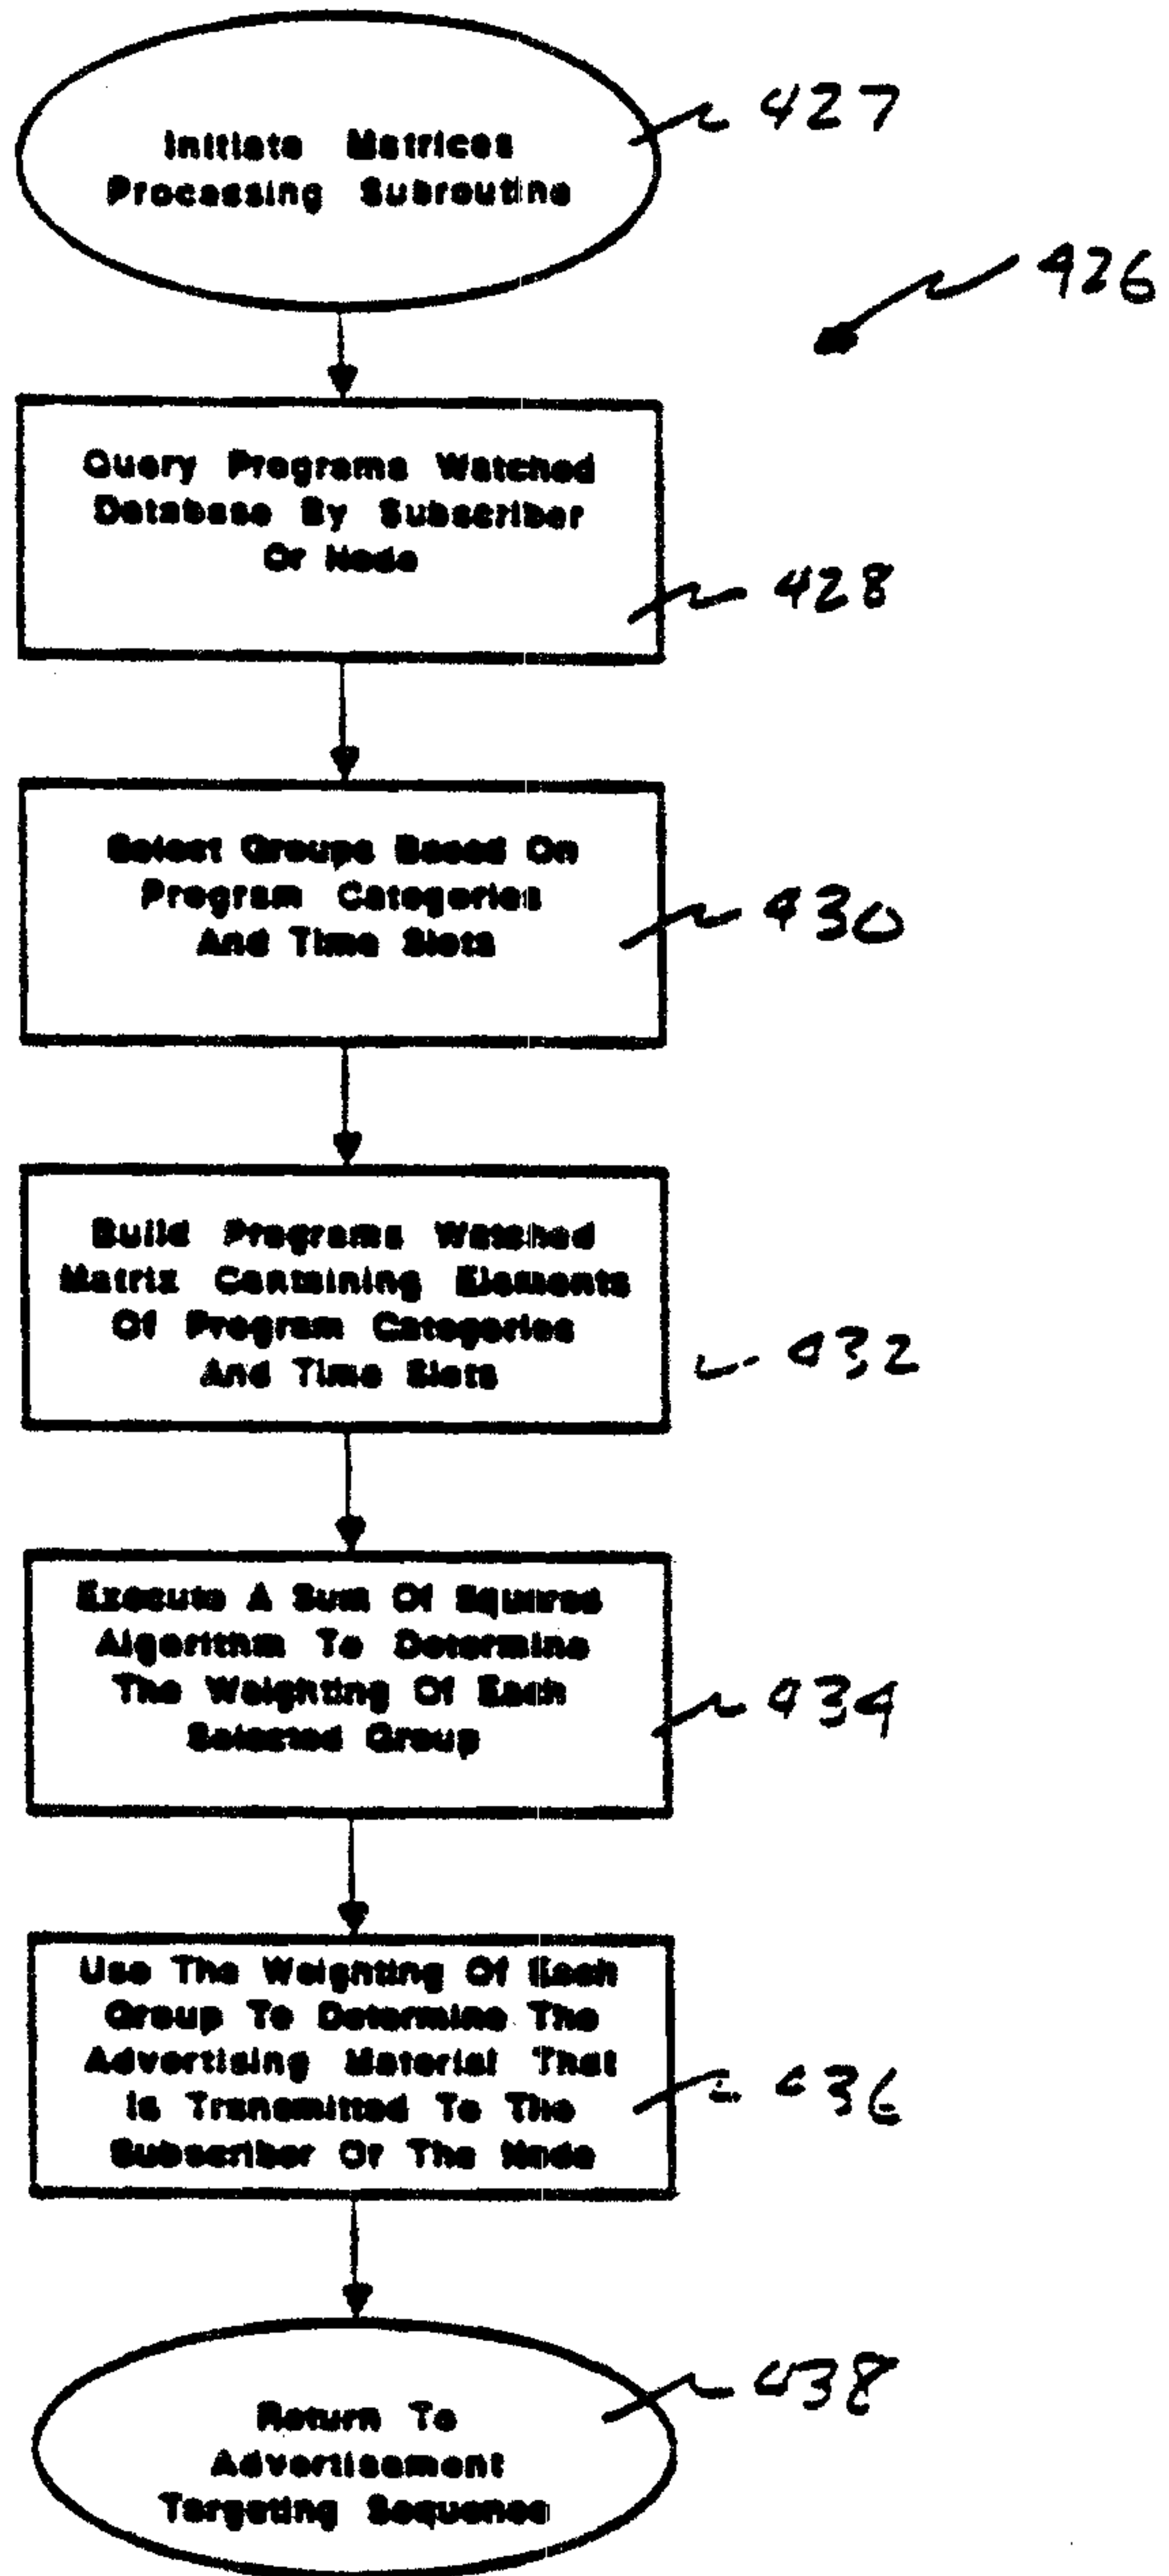 Initiate Matrices
Processing Subroutine
427
426
Query Programs Watched
Database By Subscriber
Or Node
428
Select Groups Based On
Program Categories
And Time Slots
430
Build Programs Watched
Matrix Containing Elements
Of Program Categories
And Time Slots
432
Execute A Sum Of Squares
Algorithm To Determine
The Weighting Of Each
Selected Group
434
Use The Weighting Of Each
Group To Determine The
Advertising Material That
Is Transmitted To The
Subscriber Or The Node
436
Return To
Advertisement
Targeting Sequence
438